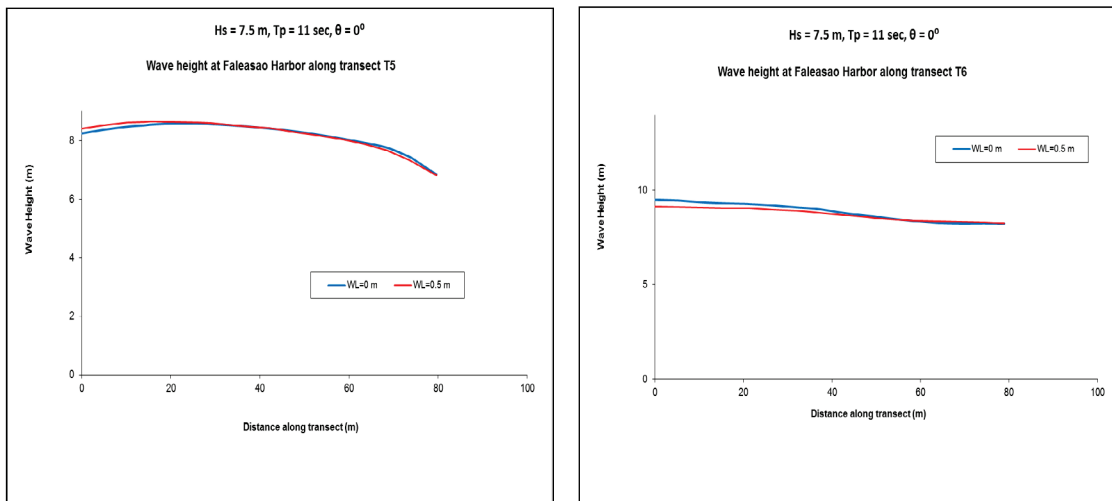 Hs = 7.5 m, Tp = 11 sec, θ = 0⁰
Wave height at Faleasao Harbor along transect T5
8
6
4
2
0
Wave Height (m)
WL=0 m WL=0.5 m
0 20 40 60 80 100
Distance along transect (m)
Hs = 7.5 m, Tp = 11 sec, θ = 0⁰
Wave height at Faleasao Harbor along transect T6
10
5
0
Wave Height (m)
WL=0 m WL=0.5 m
0 20 40 60 80 100
Distance along transect (m)